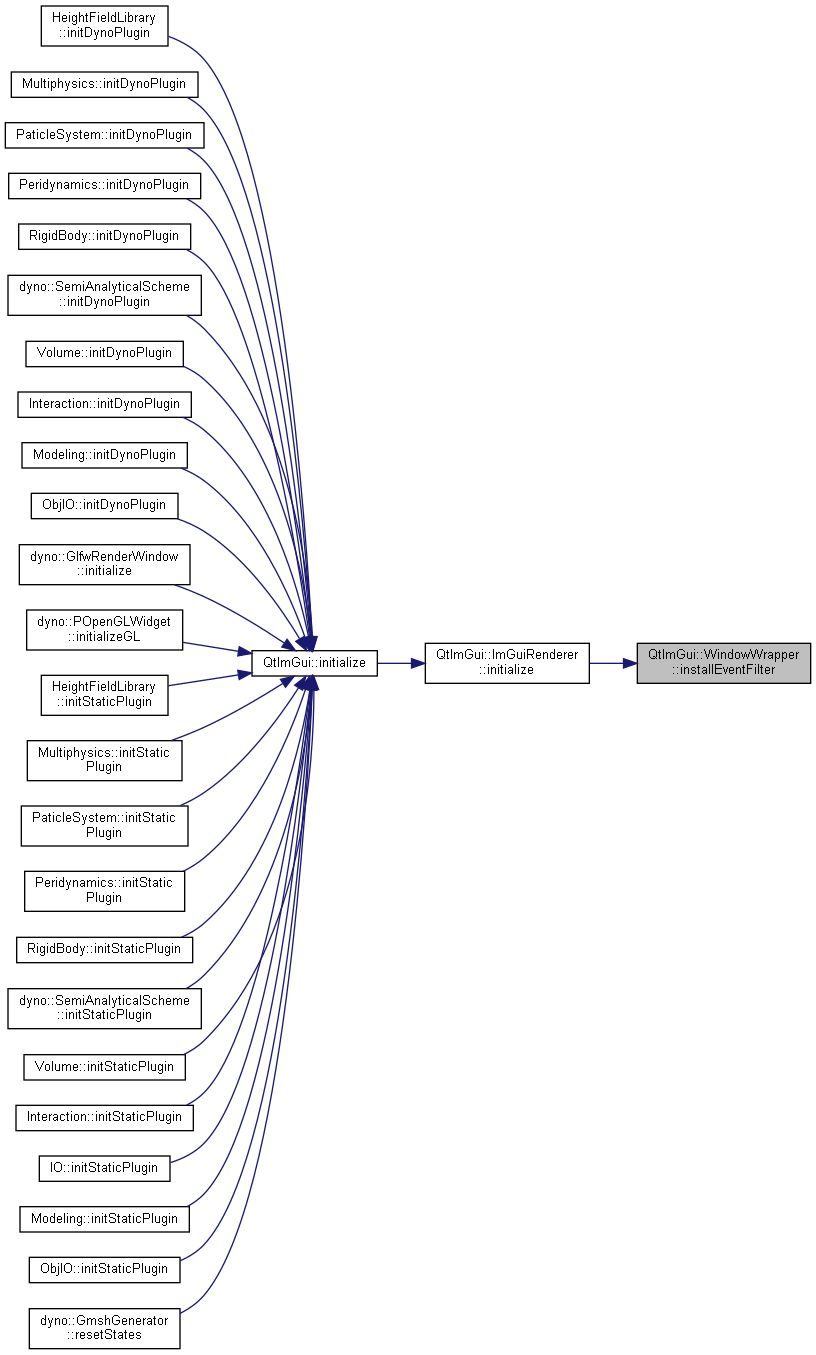 HeightFieldLibrary
::initDynoPlugin
Multiphysics::initDynoPlugin
PaticleSystem::initDynoPlugin
Peridynamics::initDynoPlugin
RigidBody::initDynoPlugin
dyno::SemiAnalyticalScheme
::initDynoPlugin
Volume::initDynoPlugin
Interaction::initDynoPlugin
Modeling::initDynoPlugin
ObjIO::initDynoPlugin
dyno::GlfwRenderWindow
::initialize
dyno::POpenGLWidget
::initializeGL
HeightFieldLibrary
::initStaticPlugin
Multiphysics::initStatic
Plugin
PaticleSystem::initStatic
Plugin
Peridynamics::initStatic
Plugin
RigidBody::initStaticPlugin
dyno::SemiAnalyticalScheme
::initStaticPlugin
Volume::initStaticPlugin
Interaction::initStaticPlugin
IO::initStaticPlugin
Modeling::initStaticPlugin
ObjIO::initStaticPlugin
dyno::GmshGenerator
::resetStates
QtImGui::initialize
QtImGui::ImGuiRenderer
::initialize
QtImGui::WindowWrapper
::installEventFilter